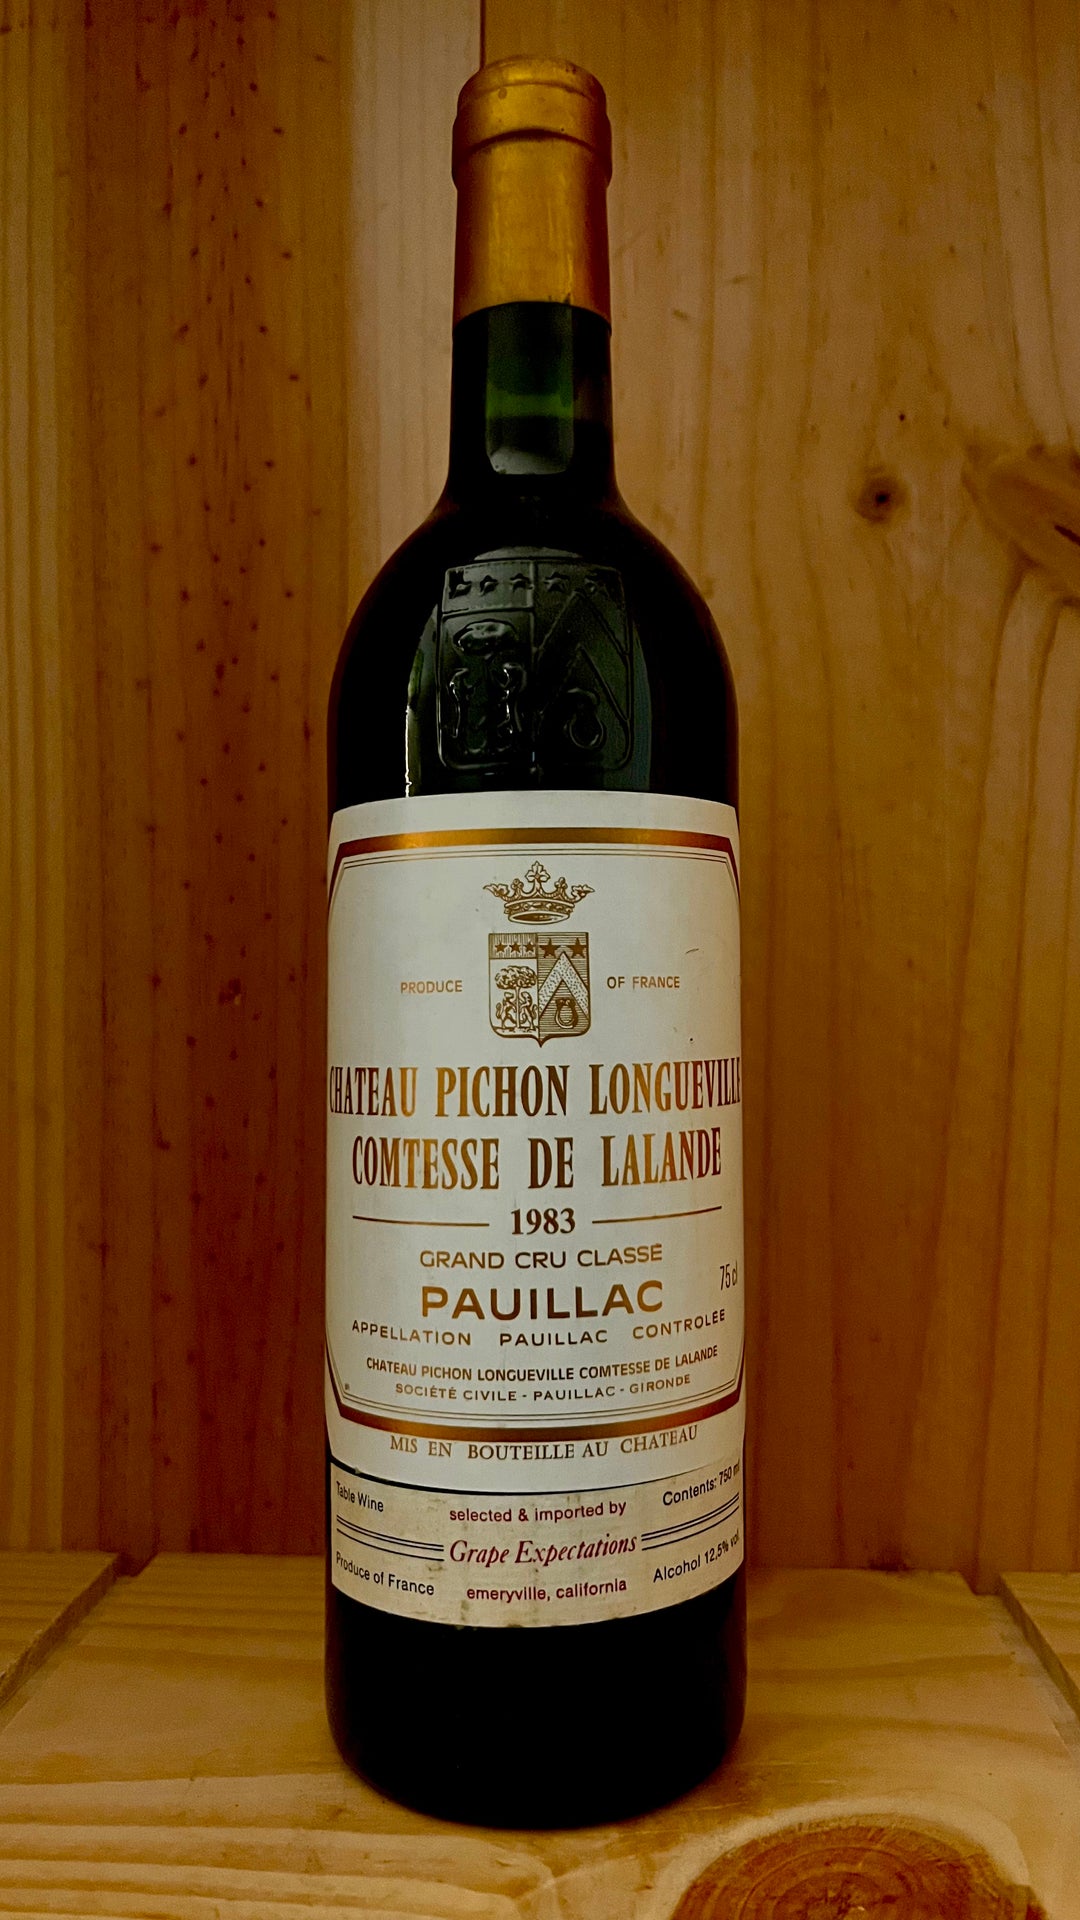 PRODUCE OF FRANCE
CHATEAU PICHON LONGUEVILLE
COMTESSE DE LALANDE
1983
GRAND CRU CLASSÉ
75 cl
PAUILLAC
APPELLATION PAUILLAC CONTROLÉE
CHATEAU PICHON LONGUEVILLE COMTESSE DE LALANDE
SOCIÉTÉ CIVILE - PAUILLAC - GIRONDE
MIS EN BOUTEILLE AU CHATEAU
Table Wine
selected & imported by
Contents: 750 ml
Grape Expectations
Produce of France
emeryville, california
Alcohol 12,5% vol.